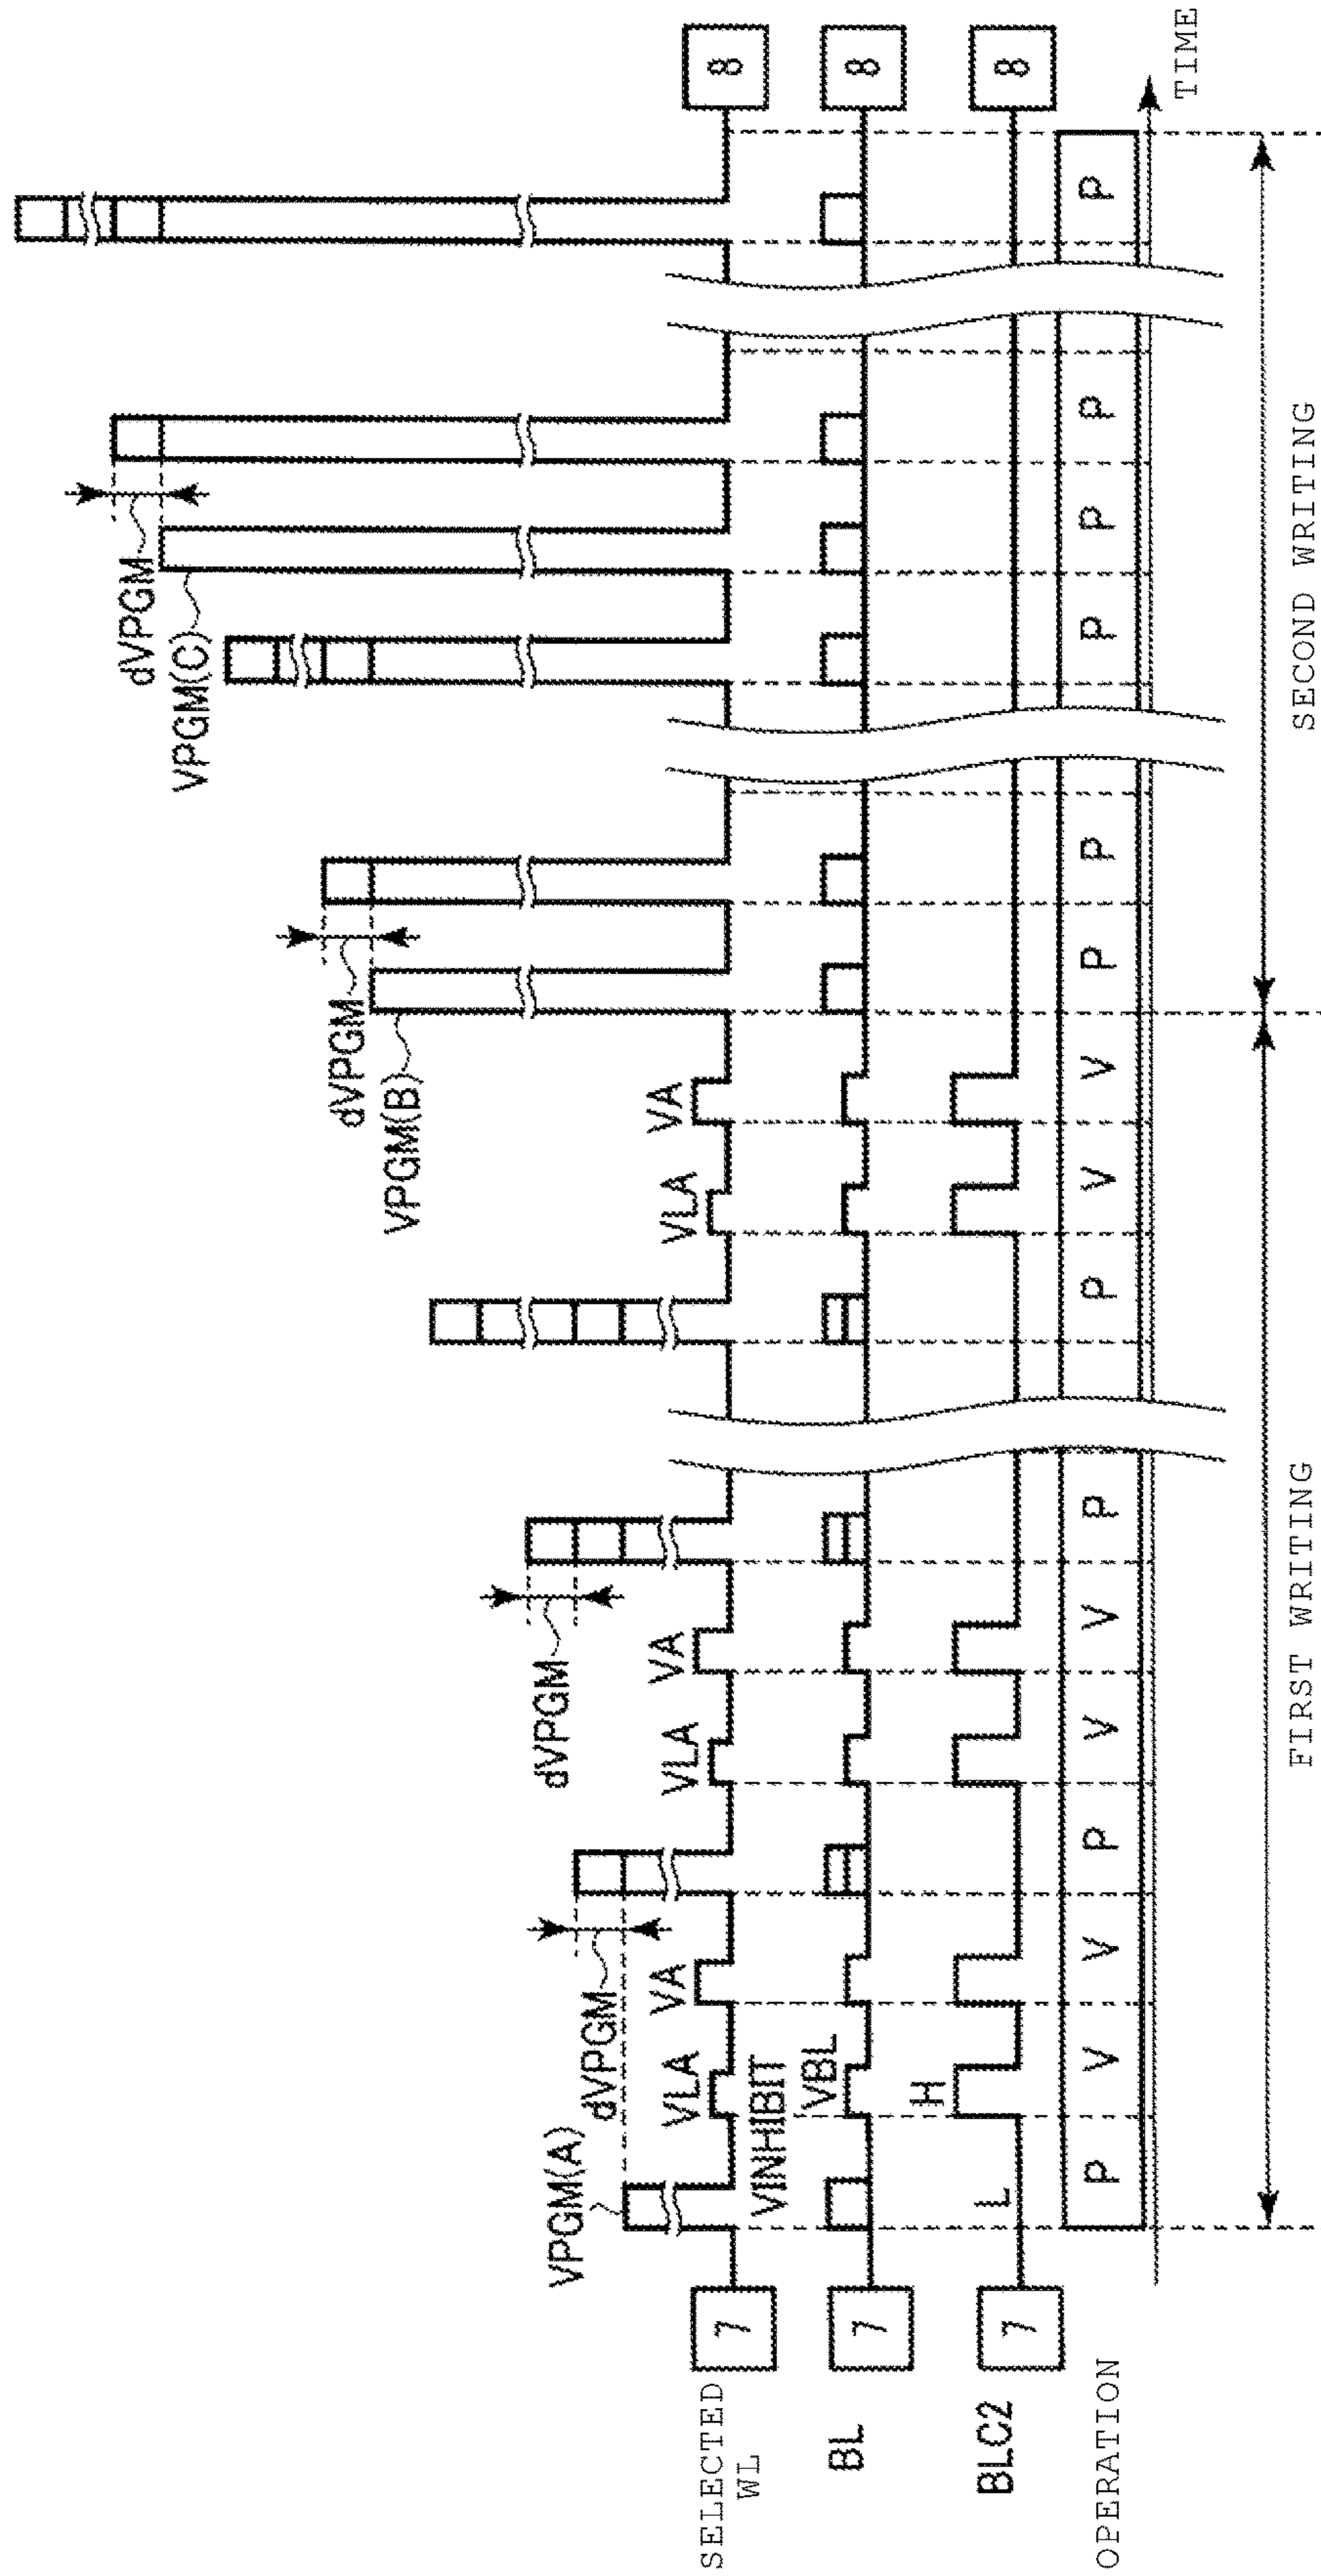 VPGM(A)
dVPGM
dVPGM
dVPGM
VPGM(B)
dVPGM
VPGM(C)
VLA
VA
VLA
VA
VLA
VA
SELECTED
WL
7
8
VINHIBIT
VBL
BL
7
8
H
L
BLC2
7
8
OPERATION
P V V P V V P P V V P P P P P P
TIME
FIRST WRITING
SECOND WRITING